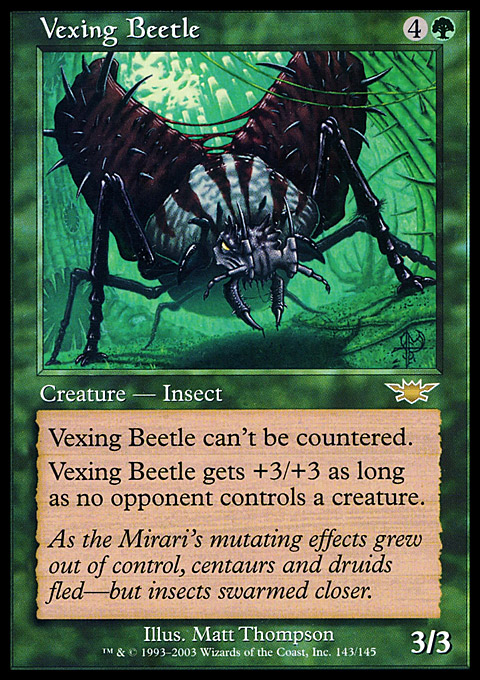 Vexing Beetle 4
Creature — Insect
Vexing Beetle can't be countered.
Vexing Beetle gets +3/+3 as long
as no opponent controls a creature.
As the Mirari's mutating effects grew
out of control, centaurs and druids
fled—but insects swarmed closer.
Illus. Matt Thompson
3/3
™ & © 1993–2003 Wizards of the Coast, Inc. 143/145